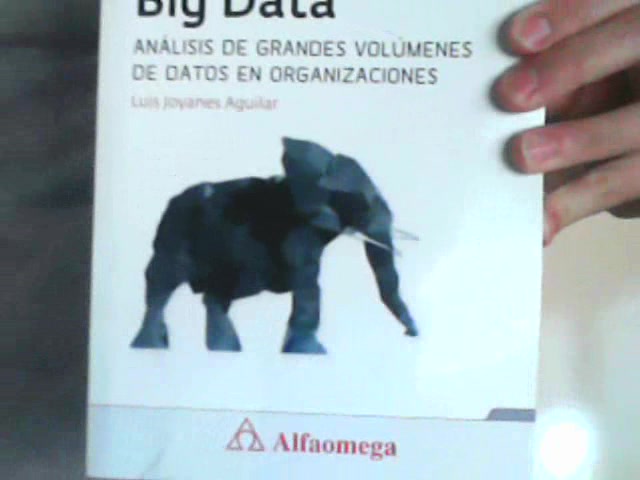 Big Data
ANÁLISIS DE GRANDES VOLÚMENES
DE DATOS EN ORGANIZACIONES
Luis Joyanes Aguilar
Alfaomega